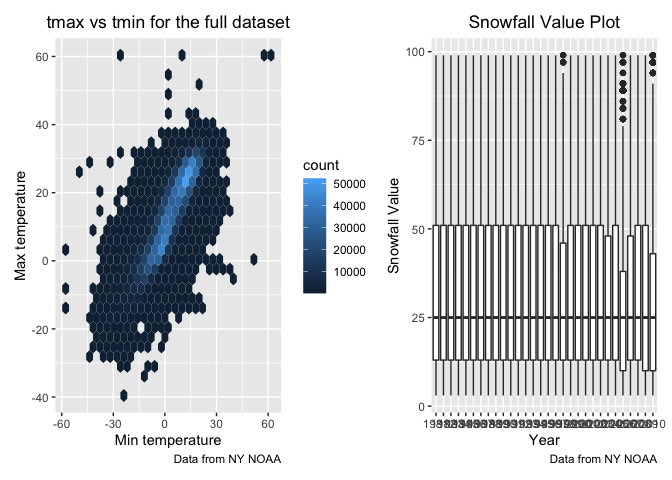 tmax vs tmin for the full dataset
60
40
20
0
-20
-40
Max temperature
-60
-30
0
30
60
Min temperature
Data from NY NOAA
count
50000
40000
30000
20000
10000
Snowfall Value Plot
100
75
50
25
0
Snowfall Value
Year
Data from NY NOAA